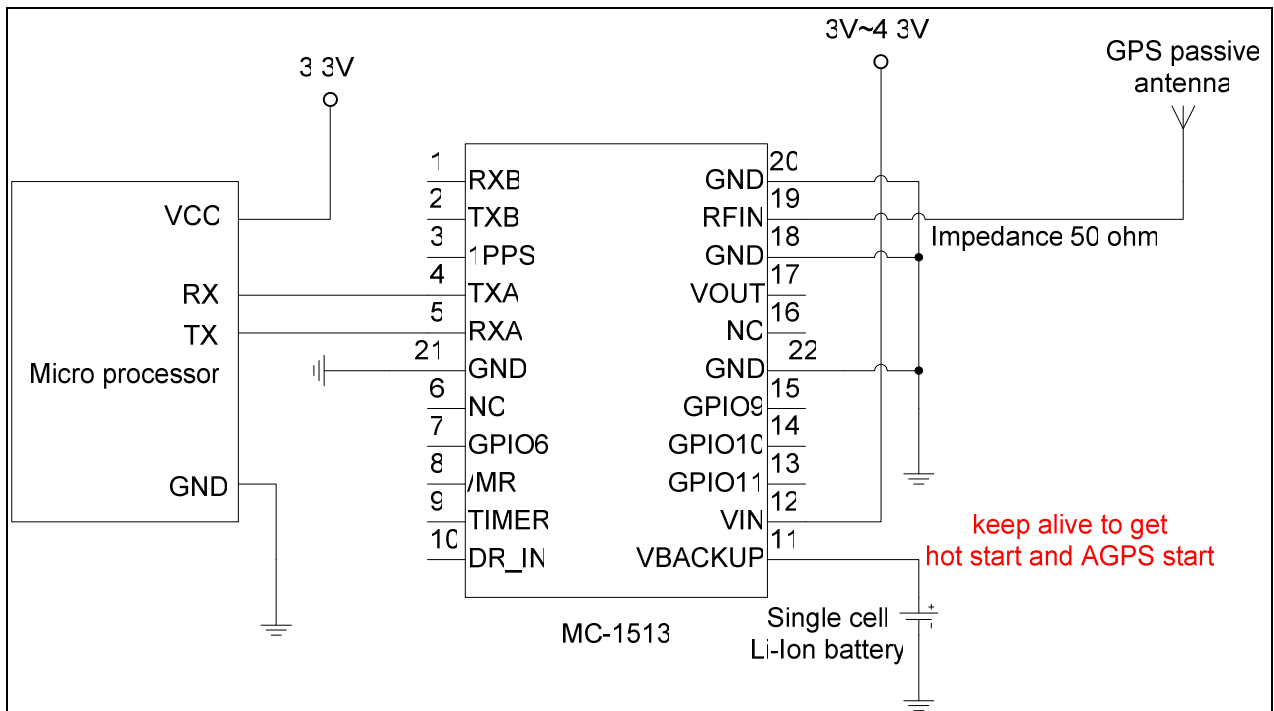 3V~4 3V
GPS passive
antenna
3 3V
1
RXB
GND
20
2
TXB
RFIN
19
VCC
3
1PPS
GND
18
Impedance 50 ohm
4
TXA
VOUT
17
RX
5
RXA
NC
16
TX
21
GND
GND
22
Micro processor
6
NC
GPIO9
15
7
GPIO6
GPIO10
14
8
/MR
GPIO11
13
GND
9
TIMER
VIN
12
10
DR_IN
VBACKUP
11
keep alive to get
hot start and AGPS start
MC-1513
+
-
Single cell
Li-Ion battery